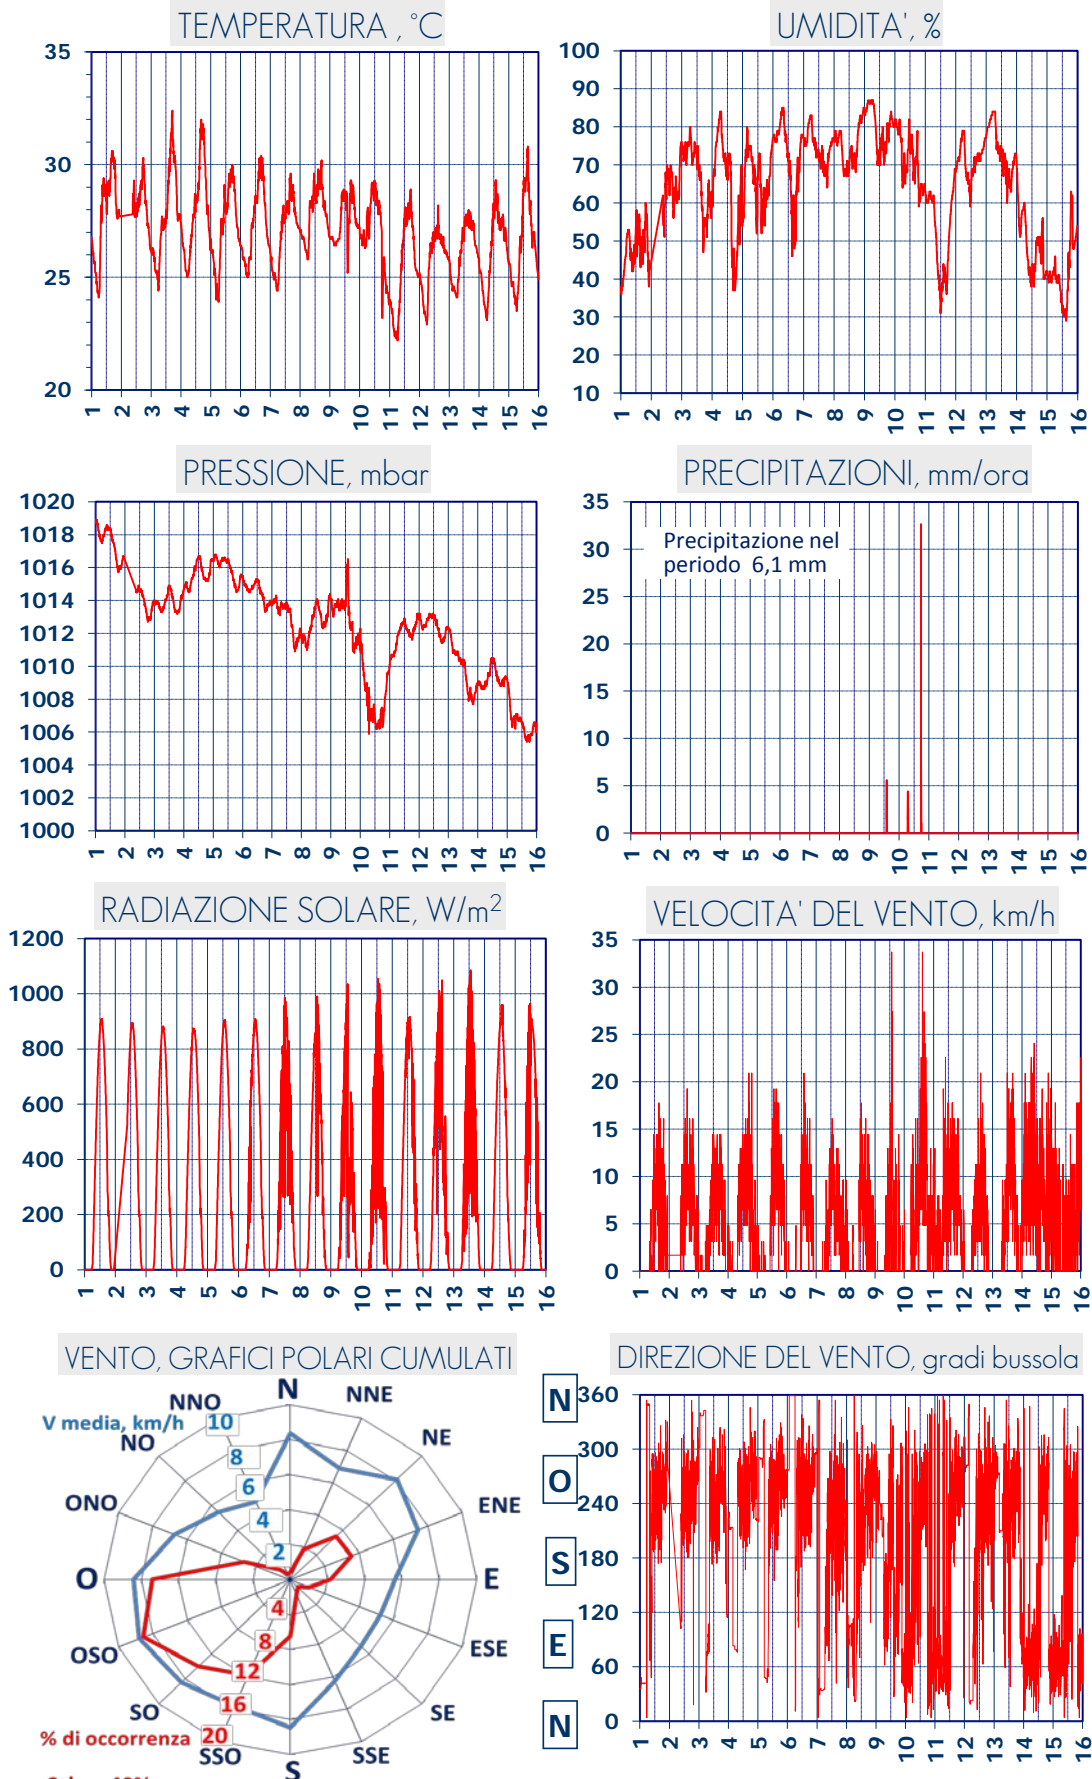 TEMPERATURA , °C
35
30
25
20
1 2 3 4 5 6 7 8 9 10 11 12 13 14 15 16
UMIDITA', %
100
90
80
70
60
50
40
30
20
10
1 2 3 4 5 6 7 8 9 10 11 12 13 14 15 16
PRESSIONE, mbar
1020
1018
1016
1014
1012
1010
1008
1006
1004
1002
1000
1 2 3 4 5 6 7 8 9 10 11 12 13 14 15 16
PRECIPITAZIONI, mm/ora
35
30
25
20
15
10
5
0
Precipitazione nel
periodo 6,1 mm
1 2 3 4 5 6 7 8 9 10 11 12 13 14 15 16
RADIAZIONE SOLARE, W/m²
1200
1000
800
600
400
200
0
1 2 3 4 5 6 7 8 9 10 11 12 13 14 15 16
VELOCITA' DEL VENTO, km/h
35
30
25
20
15
10
5
0
1 2 3 4 5 6 7 8 9 10 11 12 13 14 15 16
VENTO, GRAFICI POLARI CUMULATI
N
NNE
NE
ENE
E
ESE
SE
SSE
S
SSO
SO
OSO
O
ONO
NO
NNO
V media, km/h
10
8
6
4
2
4
8
12
16
20
% di occorrenza
DIREZIONE DEL VENTO, gradi bussola
N
O
S
E
N
360
300
240
180
120
60
0
1 2 3 4 5 6 7 8 9 10 11 12 13 14 15 16